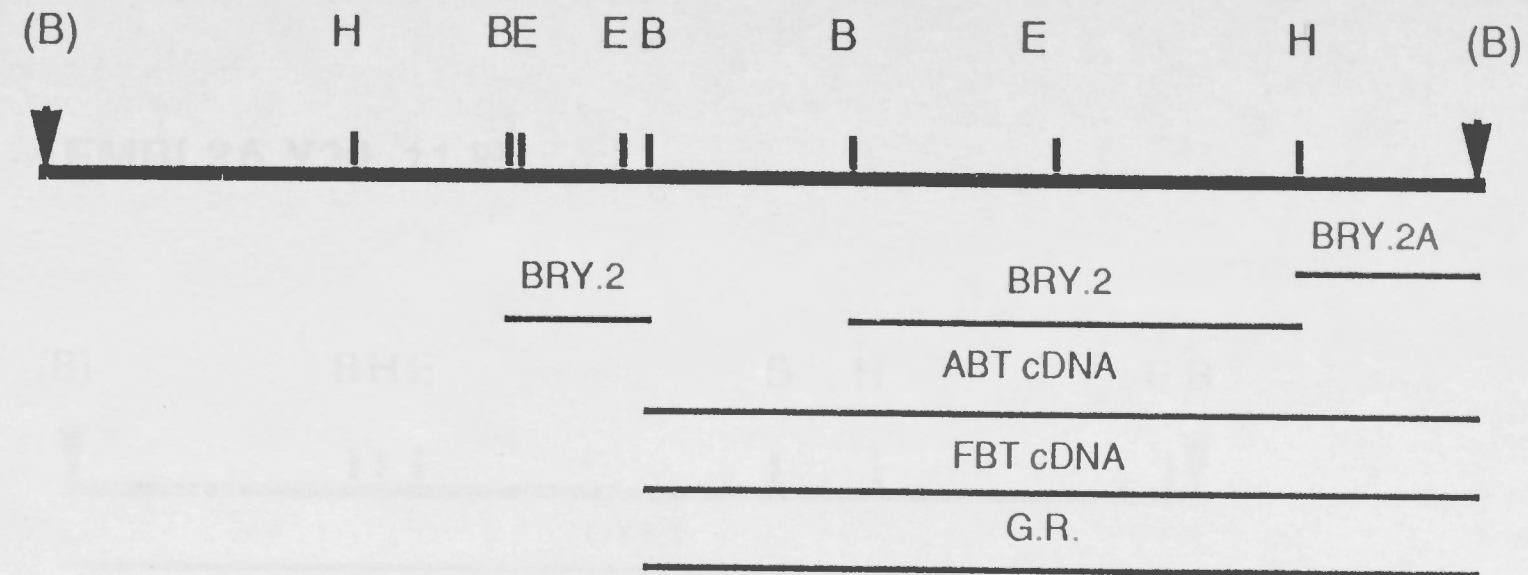 (B) H BE E B B E H (B)
BRY.2A
BRY.2 BRY.2
ABT cDNA
FBT cDNA
G.R.